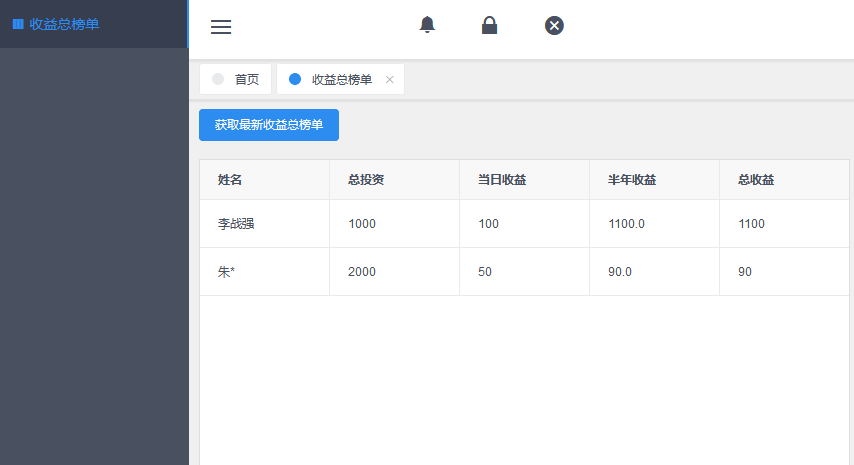 收益总榜单
首页
收益总榜单
获取最新收益总榜单
姓名 总投资 当日收益 半年收益 总收益
李战强 1000 100 1100.0 1100
朱* 2000 50 90.0 90